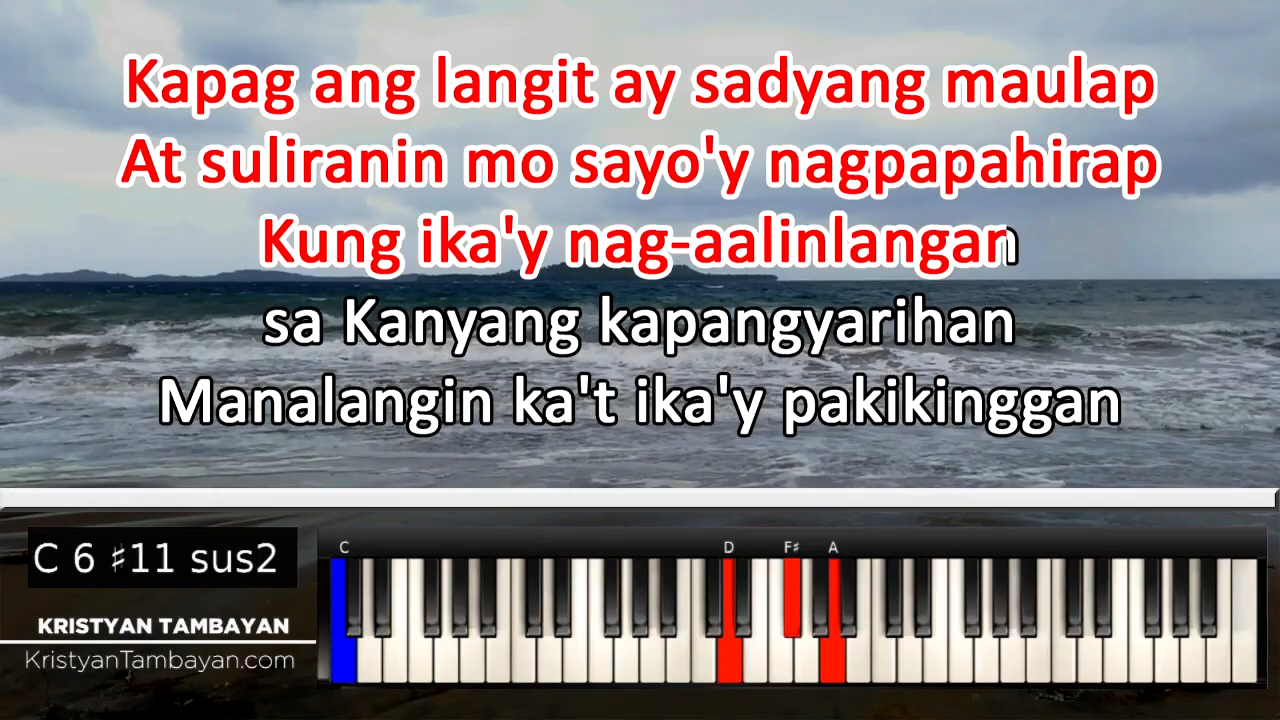 Kapag ang langit ay sadyang maulap
At suliranin mo sayo'y nagpapahirap
Kung ika'y nag-aalinlangan
sa Kanyang kapangyarihan
Manalangin ka't ika'y pakikinggan
C 6 ♯11 sus2
C D F♯ A
KRISTYAN TAMBAYAN
KristyanTambayan.com